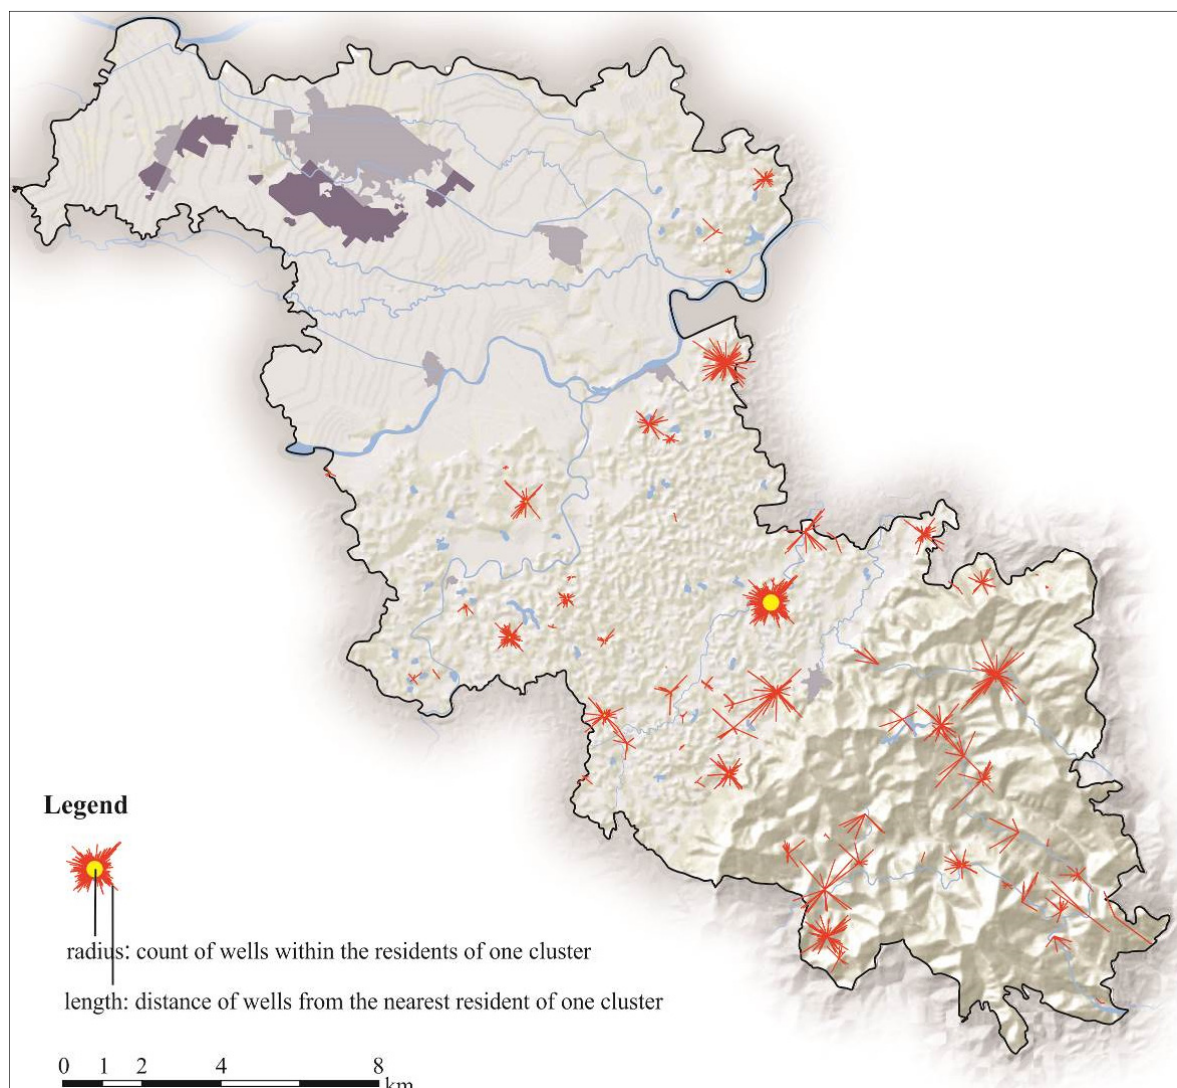 Legend
radius: count of wells within the residents of one cluster
length: distance of wells from the nearest resident of one cluster
0 1 2 4 8
km